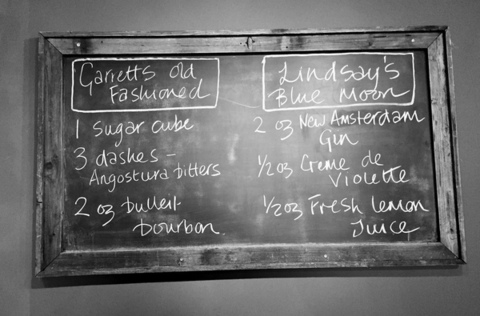 Garett's Old
Fashioned
1 sugar cube
3 dashes -
Angostura bitters
2 oz bulleit
bourbon
Lindsay's
Blue Moon
2 oz New Amsterdam
Gin
1/2 oz Creme de
Violette
1/2 oz Fresh lemon
Juice